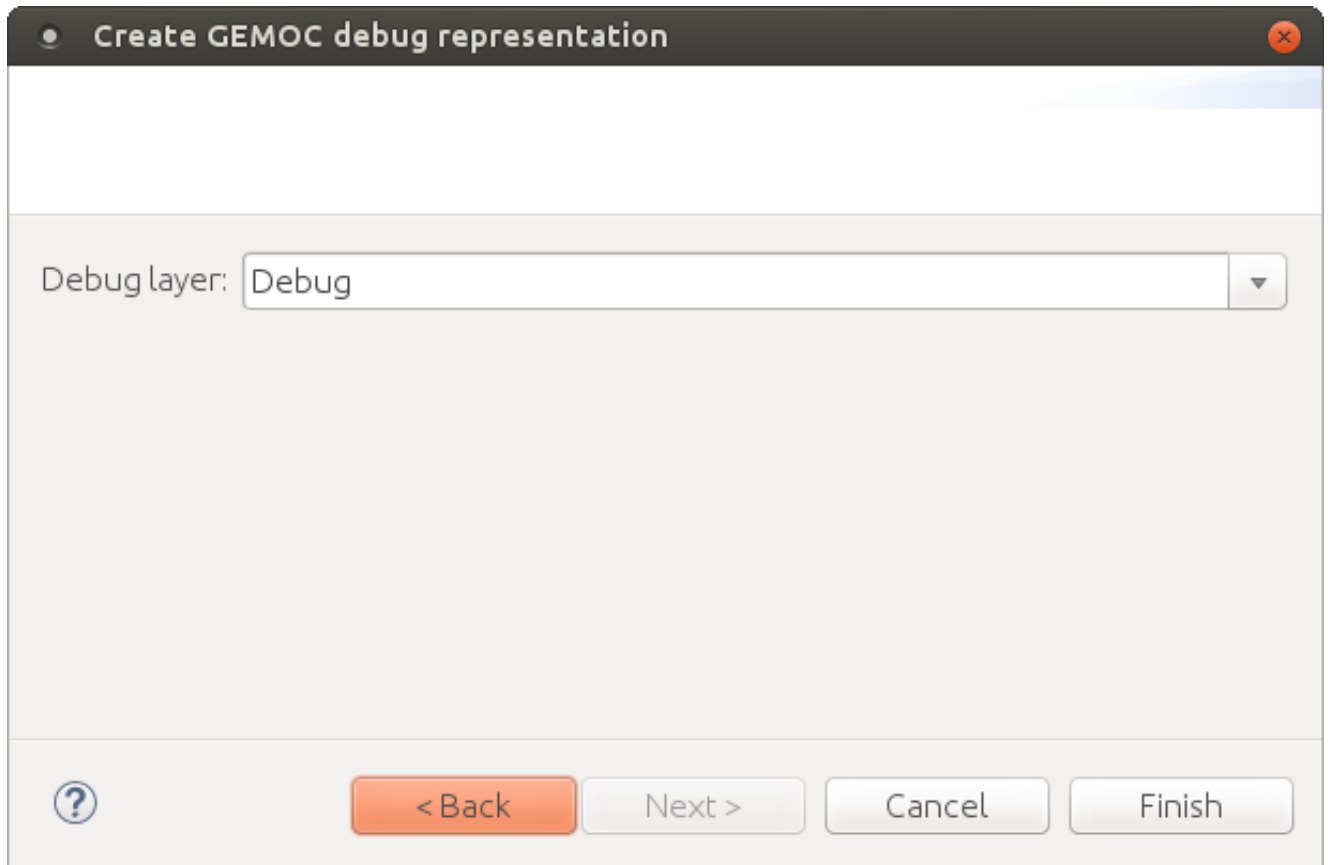 Create GEMOC debug representation
Debug layer: Debug
? < Back Next > Cancel Finish